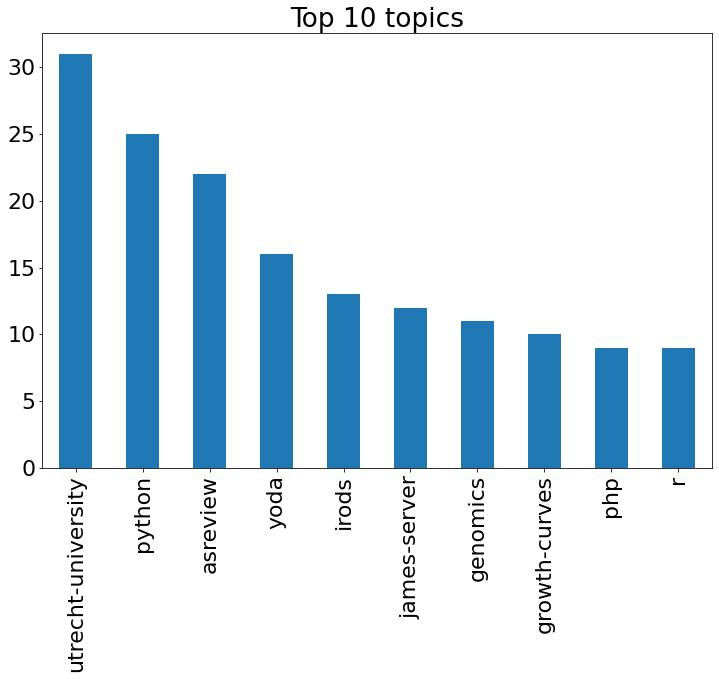 Top 10 topics
30
25
20
15
10
5
0
utrecht-university
python
asreview
yoda
irods
james-server
genomics
growth-curves
php
r